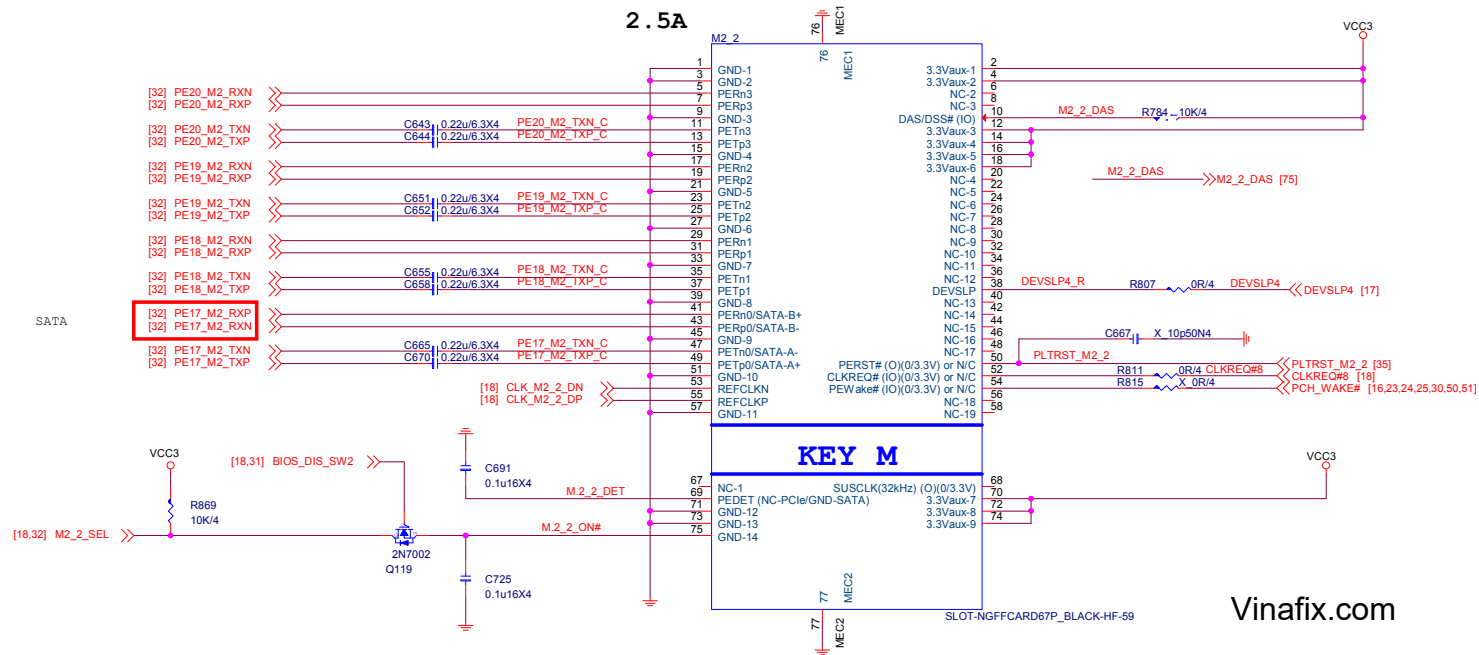 2.5A
M2_2
76
MEC1
76
MEC1
VCC3
1 GND-1 3.3Vaux-1 2
3 GND-2 3.3Vaux-2 4
[32] PE20_M2_RXN 5 PERn3 NC-2 6
[32] PE20_M2_RXP 7 PERp3 NC-3 8
9 GND-3 DAS/DSS# (IO) 10 M2_2_DAS R784 10K/4
[32] PE20_M2_TXN C643 0.22u/6.3X4 PE20_M2_TXN_C 11 PETn3 3.3Vaux-3 12
[32] PE20_M2_TXP C644 0.22u/6.3X4 PE20_M2_TXP_C 13 PETp3 3.3Vaux-4 14
15 GND-4 3.3Vaux-5 16
[32] PE19_M2_RXN 17 PERn2 3.3Vaux-6 18
[32] PE19_M2_RXP 19 PERp2 NC-4 20 M2_2_DAS M2_2_DAS [75]
21 GND-5 NC-5 22
[32] PE19_M2_TXN C651 0.22u/6.3X4 PE19_M2_TXN_C 23 PETn2 NC-6 24
[32] PE19_M2_TXP C652 0.22u/6.3X4 PE19_M2_TXP_C 25 PETp2 NC-7 26
27 GND-6 NC-8 28
[32] PE18_M2_RXN 29 PERn1 NC-9 30
[32] PE18_M2_RXP 31 PERp1 NC-10 32
33 GND-7 NC-11 34
[32] PE18_M2_TXN C655 0.22u/6.3X4 PE18_M2_TXN_C 35 PETn1 NC-12 36
[32] PE18_M2_TXP C658 0.22u/6.3X4 PE18_M2_TXP_C 37 PETp1 DEVSLP 38 DEVSLP4_R R807 0R/4 DEVSLP4 DEVSLP4 [17]
39 GND-8 NC-13 40
SATA [32] PE17_M2_RXP 41 PERn0/SATA-B+ NC-14 42
[32] PE17_M2_RXN 43 PERp0/SATA-B- NC-15 44
45 GND-9 NC-16 46 C667 X_10p50N4
[32] PE17_M2_TXN C665 0.22u/6.3X4 PE17_M2_TXN_C 47 PETn0/SATA-A- NC-17 48
[32] PE17_M2_TXP C670 0.22u/6.3X4 PE17_M2_TXP_C 49 PETp0/SATA-A+ PERST# (O)(0/3.3V) or N/C 50 PLTRST_M2_2 PLTRST_M2_2 [35]
51 GND-10 CLKREQ# (IO)(0/3.3V) or N/C 52 R811 0R/4 CLKREQ#8 CLKREQ#8 [18]
[18] CLK_M2_2_DN 53 REFCLKN PEWake# (IO)(0/3.3V) or N/C 54 R815 X_0R/4 PCH_WAKE# [16,23,24,25,30,50,51]
[18] CLK_M2_2_DP 55 REFCLKP NC-18 56
57 GND-11 NC-19 58
KEY M
VCC3
[18,31] BIOS_DIS_SW2
C691
0.1u16X4
VCC3
67 NC-1 SUSCLK(32kHz) (O)(0/3.3V) 68
M.2_2_DET 69 PEDET (NC-PCIe/GND-SATA) 3.3Vaux-7 70
71 GND-12 3.3Vaux-8 72
73 GND-13 3.3Vaux-9 74
R869
10K/4
[18,32] M2_2_SEL M.2_2_ON# 75 GND-14
2N7002
Q119
C725
0.1u16X4
77
MEC2
77
MEC2
SLOT-NGFFCARD67P_BLACK-HF-59
Vinafix.com